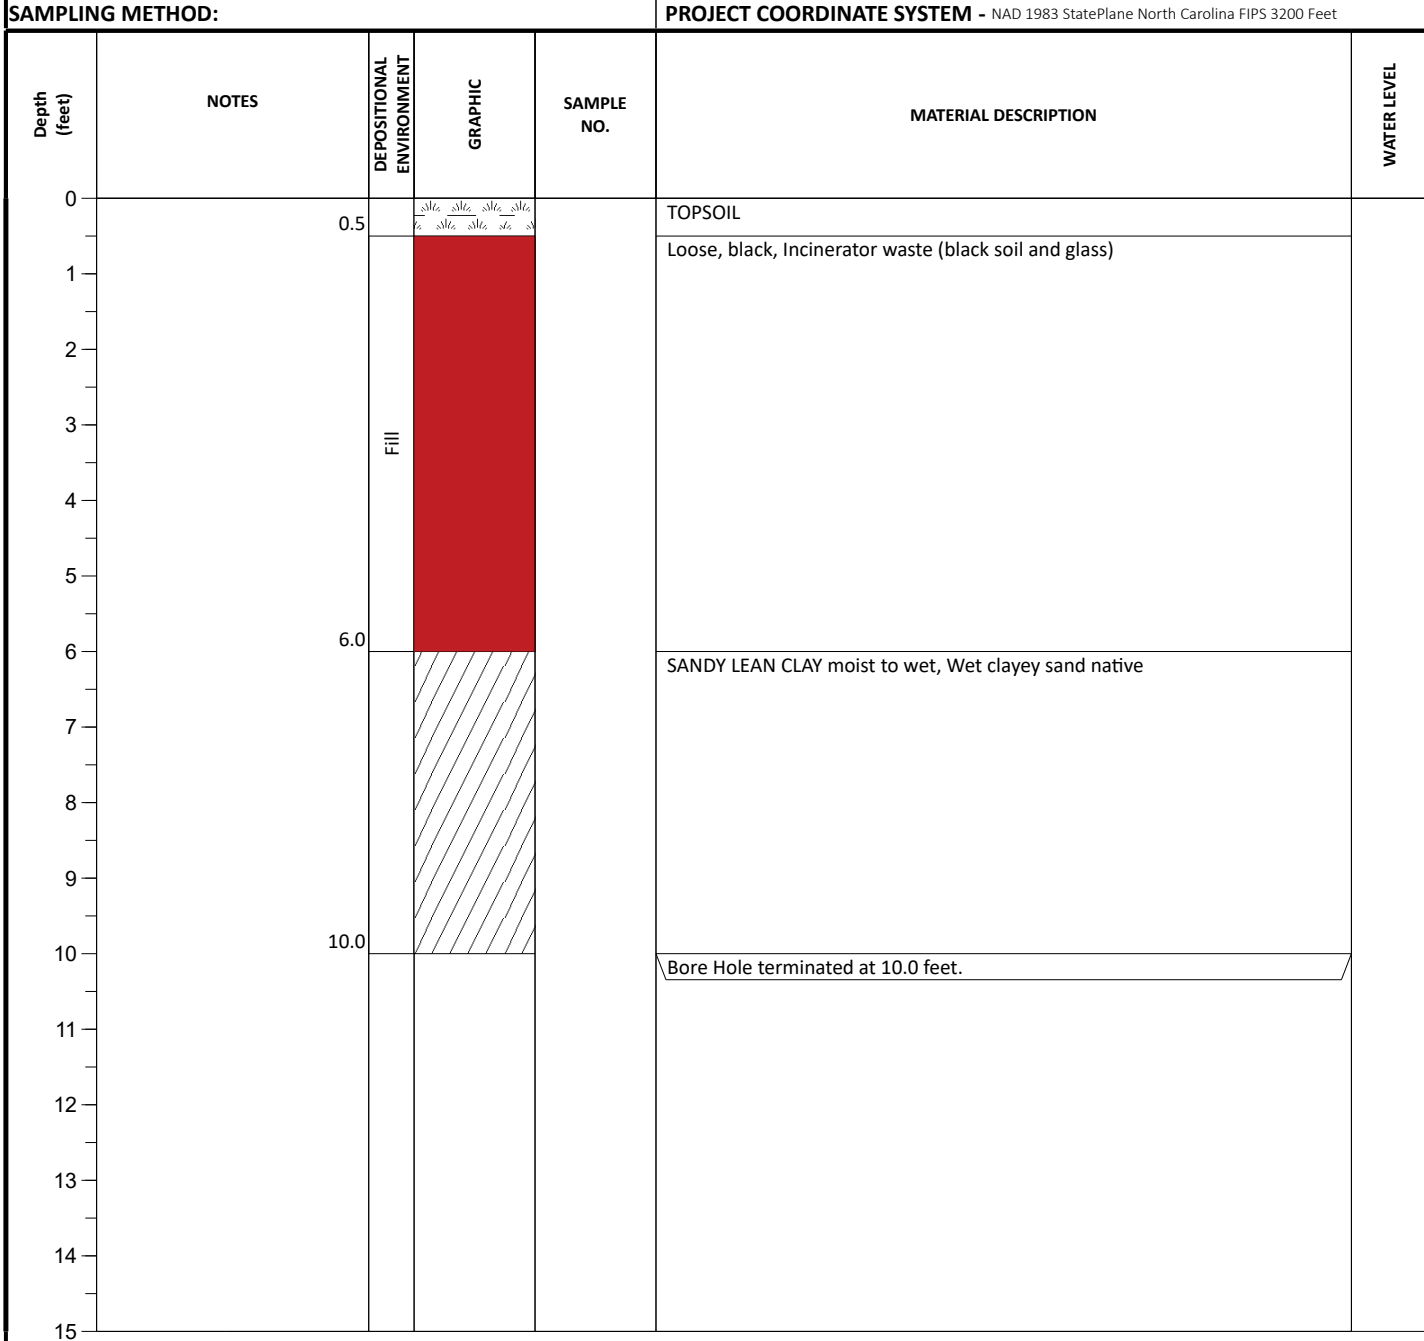 SAMPLING METHOD:
PROJECT COORDINATE SYSTEM - NAD 1983 StatePlane North Carolina FIPS 3200 Feet
Depth
(feet)
NOTES
DEPOSITIONAL
ENVIRONMENT
GRAPHIC
SAMPLE
NO.
MATERIAL DESCRIPTION
WATER LEVEL
0
0.5
TOPSOIL
Loose, black, Incinerator waste (black soil and glass)
1
2
3
Fill
4
5
6.0
6
SANDY LEAN CLAY moist to wet, Wet clayey sand native
7
8
9
10.0
10
Bore Hole terminated at 10.0 feet.
11
12
13
14
15